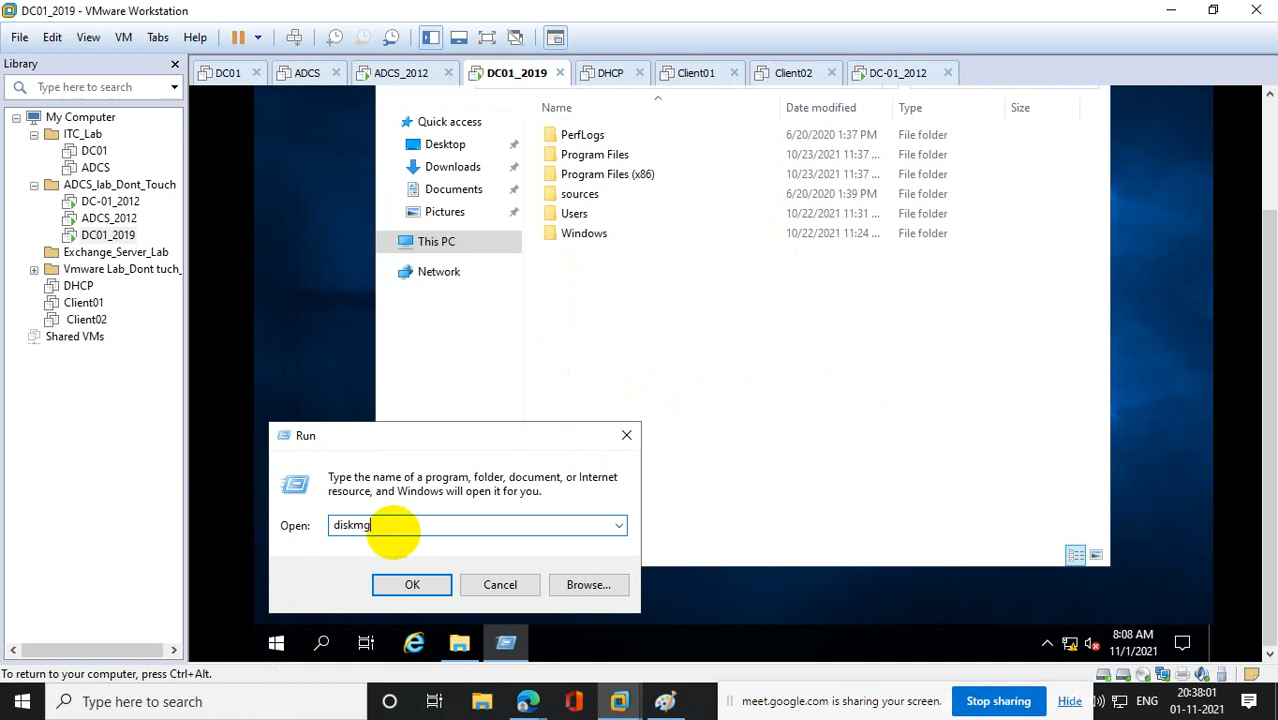 DC01_2019 - VMware Workstation
File Edit View VM Tabs Help
Library
Type here to search
My Computer
ITC_Lab
DC01
ADCS
ADCS_lab_Dont_Touch
DC-01_2012
ADCS_2012
DC01_2019
Exchange_Server_Lab
Vmware Lab_Dont tuch_
DHCP
Client01
Client02
Shared VMs
DC01 ADCS ADCS_2012 DC01_2019 DHCP Client01 Client02 DC-01_2012
Quick access
Desktop
Downloads
Documents
Pictures
This PC
Network
Name Date modified Type Size
PerfLogs 6/20/2020 1:37 PM File folder
Program Files 10/23/2021 11:37 ... File folder
Program Files (x86) 10/23/2021 11:37 ... File folder
sources 6/20/2020 1:39 PM File folder
Users 10/22/2021 11:31 ... File folder
Windows 10/22/2021 11:24 ... File folder
Run
Type the name of a program, folder, document, or Internet
resource, and Windows will open it for you.
Open: diskmg
OK Cancel Browse...
8:08 AM
11/1/2021
To return to your computer, press Ctrl+Alt.
Type here to search
meet.google.com is sharing your screen.
Stop sharing
Hide
ENG
20:38:01
01-11-2021